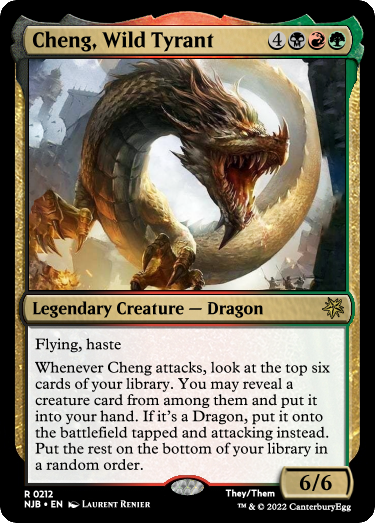 Cheng, Wild Tyrant 4
Legendary Creature — Dragon
Flying, haste
Whenever Cheng attacks, look at the top six
cards of your library. You may reveal a
creature card from among them and put it
into your hand. If it's a Dragon, put it onto
the battlefield tapped and attacking instead.
Put the rest on the bottom of your library in
a random order.
6/6
R 0212
NJB • EN Laurent Renier
They/Them
™ & © 2022 CanterburyEgg